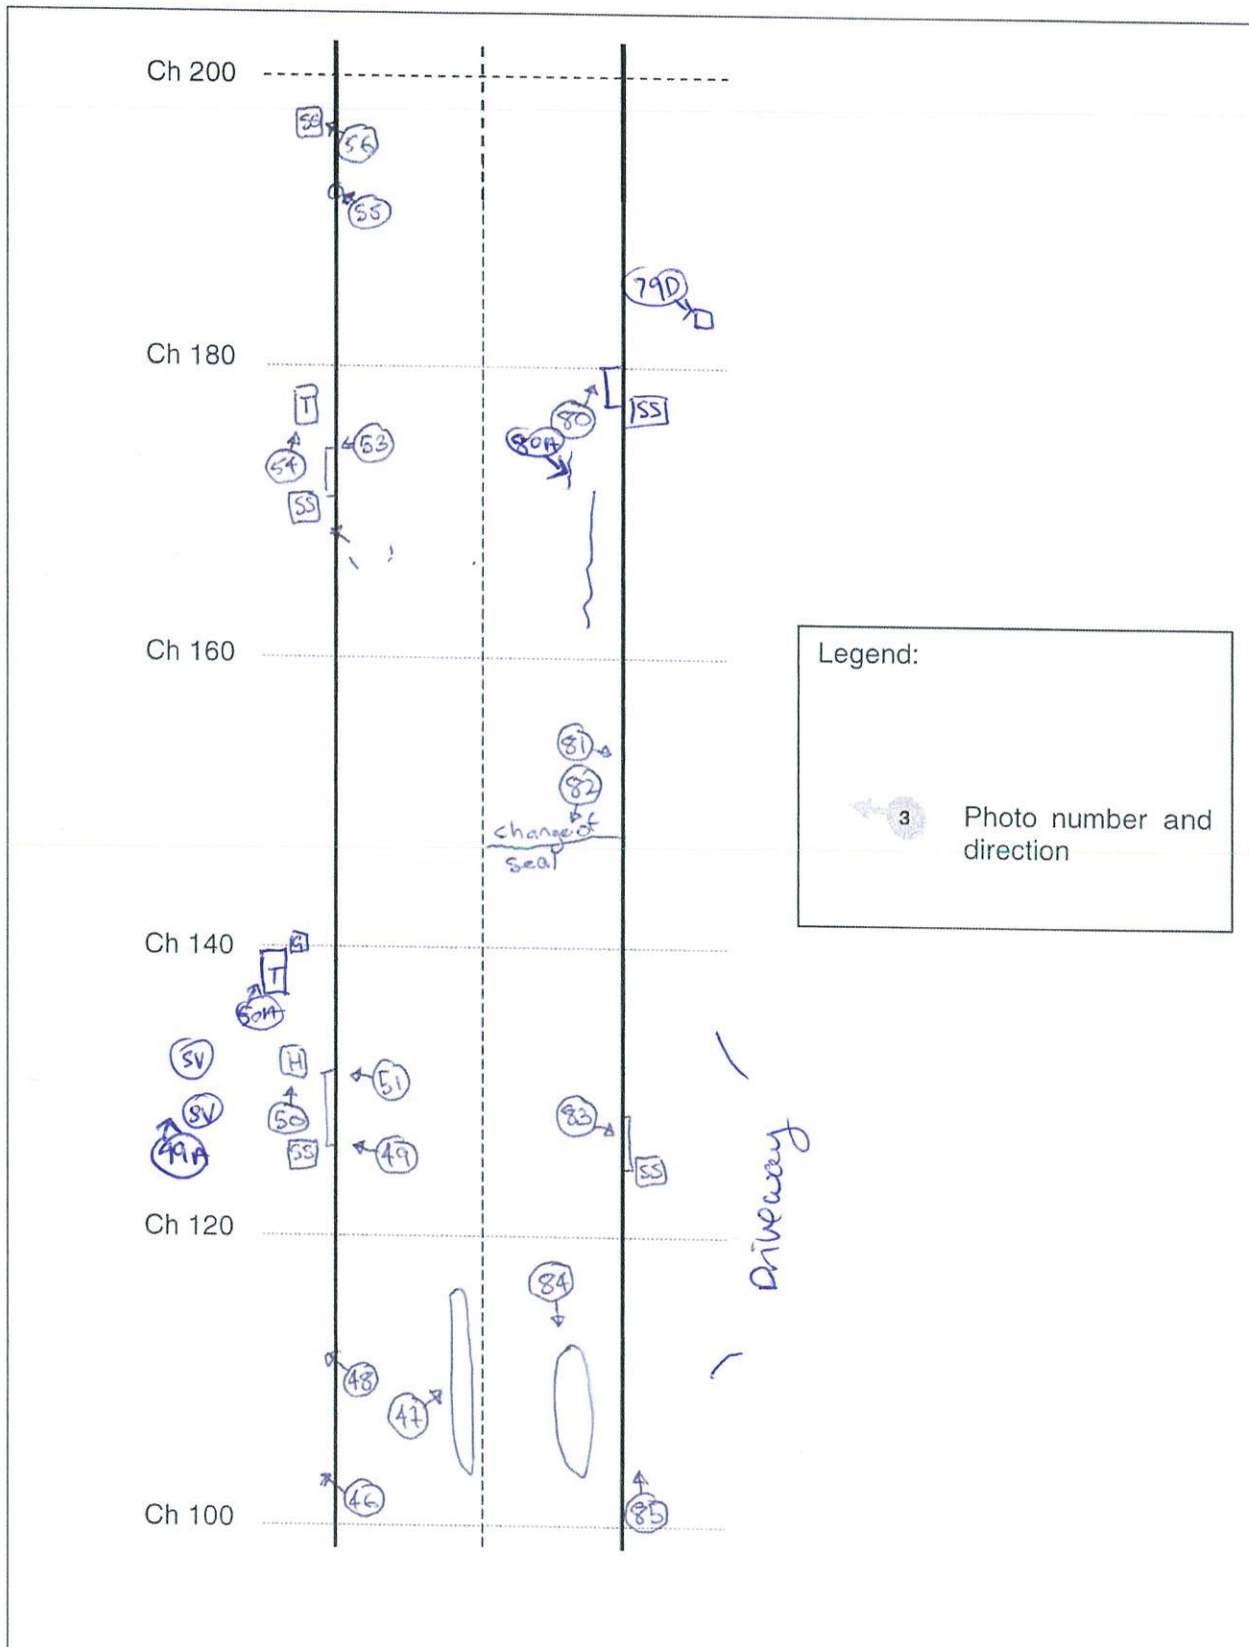 Ch 200
SS
56
55
79D
Ch 180
T
53
80
SS
54
80A
SS
Ch 160
Legend:
81
82
3 Photo number and
direction
change of
seal
Ch 140
G
T
50A
SV
H
51
SV
50
83
49A
SS
49
SS
Driveway
Ch 120
84
48
47
46
Ch 100
85